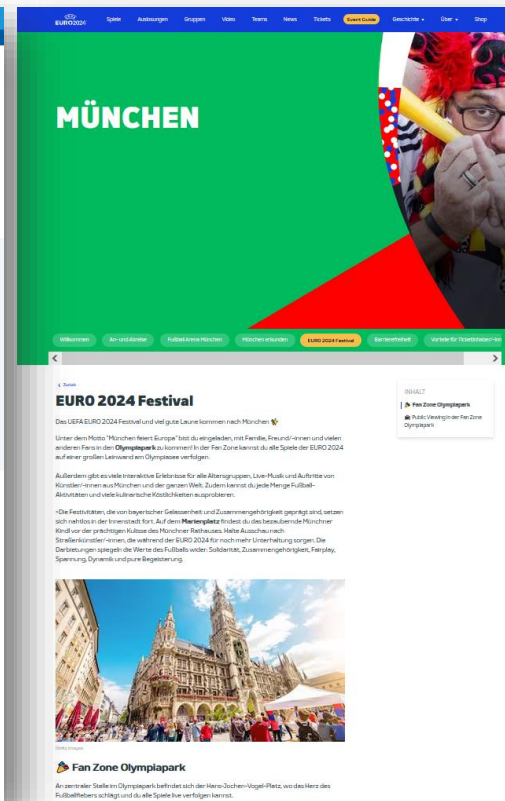 EURO2024
Spiele Auslosungen Gruppen Video Teams News Tickets Event Guide Geschichte Über Shop
MÜNCHEN
Willkommen An- und Abreise Fußball Arena München München erkunden EURO 2024 Festival Barrierefreiheit Vorteile für Ticketinhaber/-inn
Zurück
EURO 2024 Festival
Das UEFA EURO 2024 Festival und viel gute Laune kommen nach München
Unter dem Motto "München feiert Europa" bist du eingeladen, mit Familie, Freund/-innen und vielen
anderen Fans in den Olympiapark zu kommen! In der Fan Zone kannst du alle Spiele der EURO 2024
auf einer großen Leinwand am Olympiasee verfolgen.
Außerdem gibt es viele interaktive Erlebnisse für alle Altersgruppen, Live-Musik und Auftritte von
Künstler/-innen aus München und der ganzen Welt. Zudem kannst du jede Menge Fußball-
Aktivitäten und viele kulinarische Köstlichkeiten ausprobieren.
>Die Festivitäten, die von bayerischer Gelassenheit und Zusammengehörigkeit geprägt sind, setzen
sich nahtlos in der Innenstadt fort. Auf dem Marienplatz findest du das bezaubernde Münchner
Kindl vor der prächtigen Kulisse des Münchner Rathauses. Halte Ausschau nach
Straßenkünstler/-innen, die während der EURO 2024 für noch mehr Unterhaltung sorgen. Die
Darbietungen spiegeln die Werte des Fußballs wider: Solidarität, Zusammengehörigkeit, Fairplay,
Spannung, Dynamik und pure Begeisterung.
Getty Images
Fan Zone Olympiapark
An zentraler Stelle im Olympiapark befindet sich der Hans-Jochen-Vogel-Platz, wo das Herz des
Fußballfiebers schlägt und du alle Spiele live verfolgen kannst.
INHALT
Fan Zone Olympiapark
Public Viewing in der Fan Zone
Olympiapark